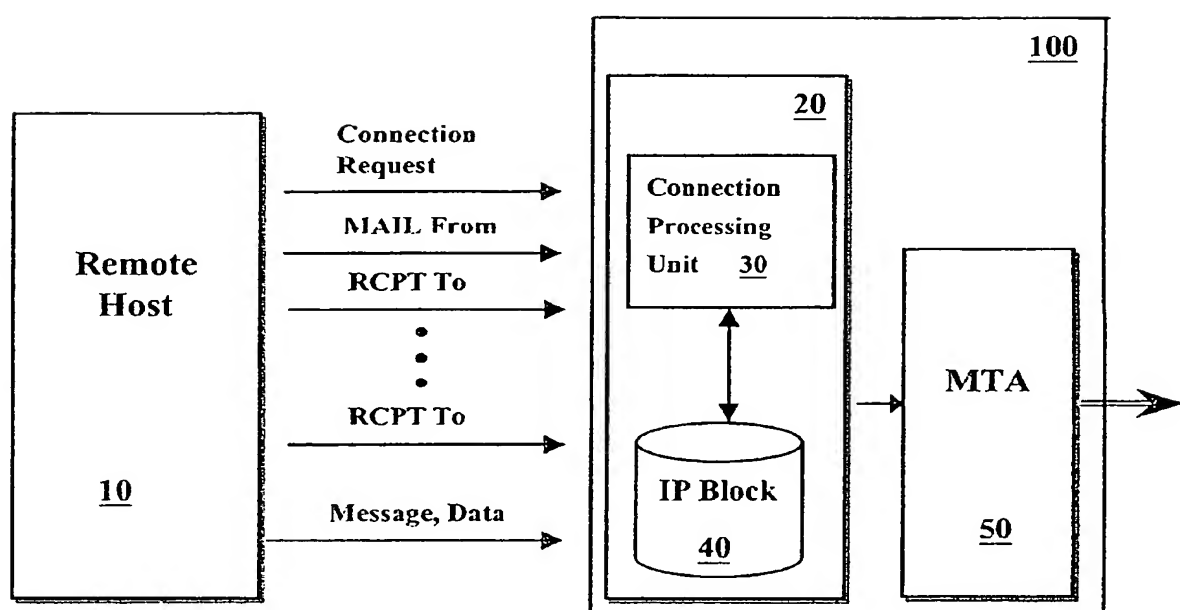 100
20
Connection
Request
MAIL From
RCPT To
RCPT To
Message, Data
Remote
Host
10
Connection
Processing
Unit 30
IP Block
40
MTA
50